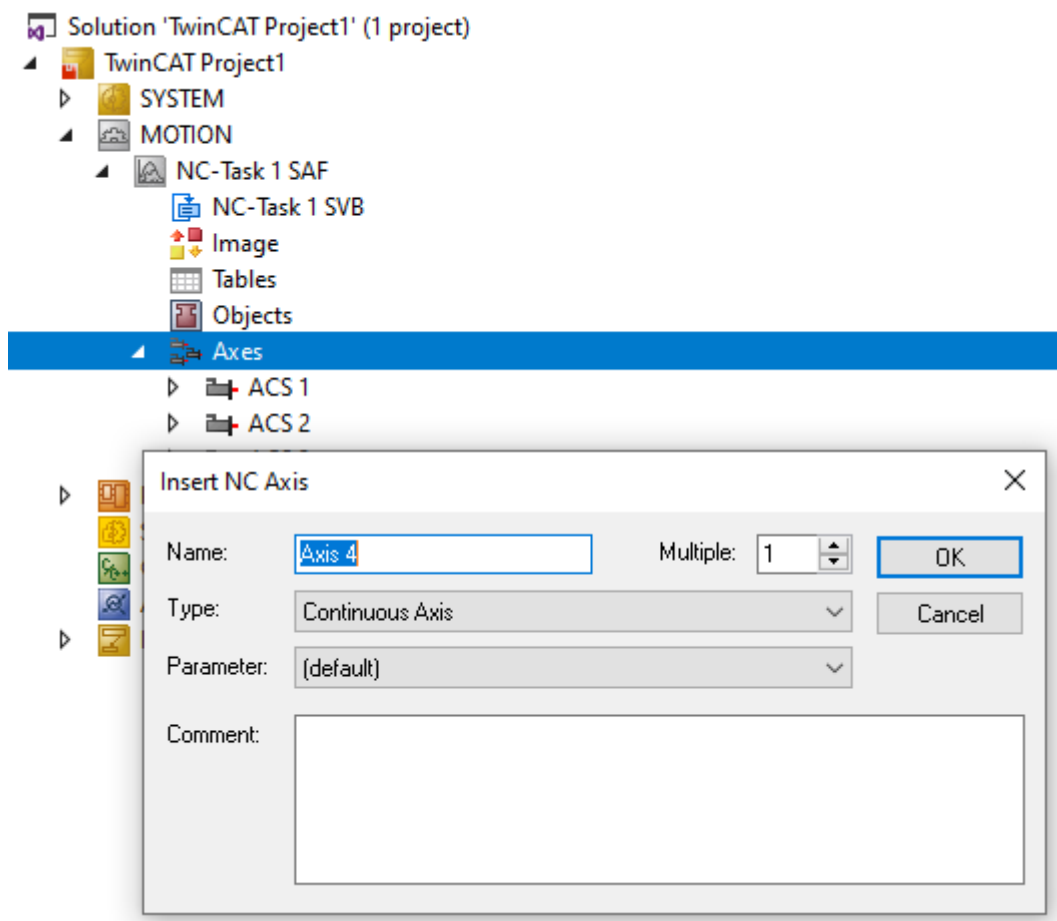 Solution 'TwinCAT Project1' (1 project)
TwinCAT Project1
SYSTEM
MOTION
NC-Task 1 SAF
NC-Task 1 SVB
Image
Tables
Objects
Axes
ACS 1
ACS 2
Insert NC Axis
Name: Axis 4 Multiple: 1 OK
Type: Continuous Axis Cancel
Parameter: (default)
Comment: